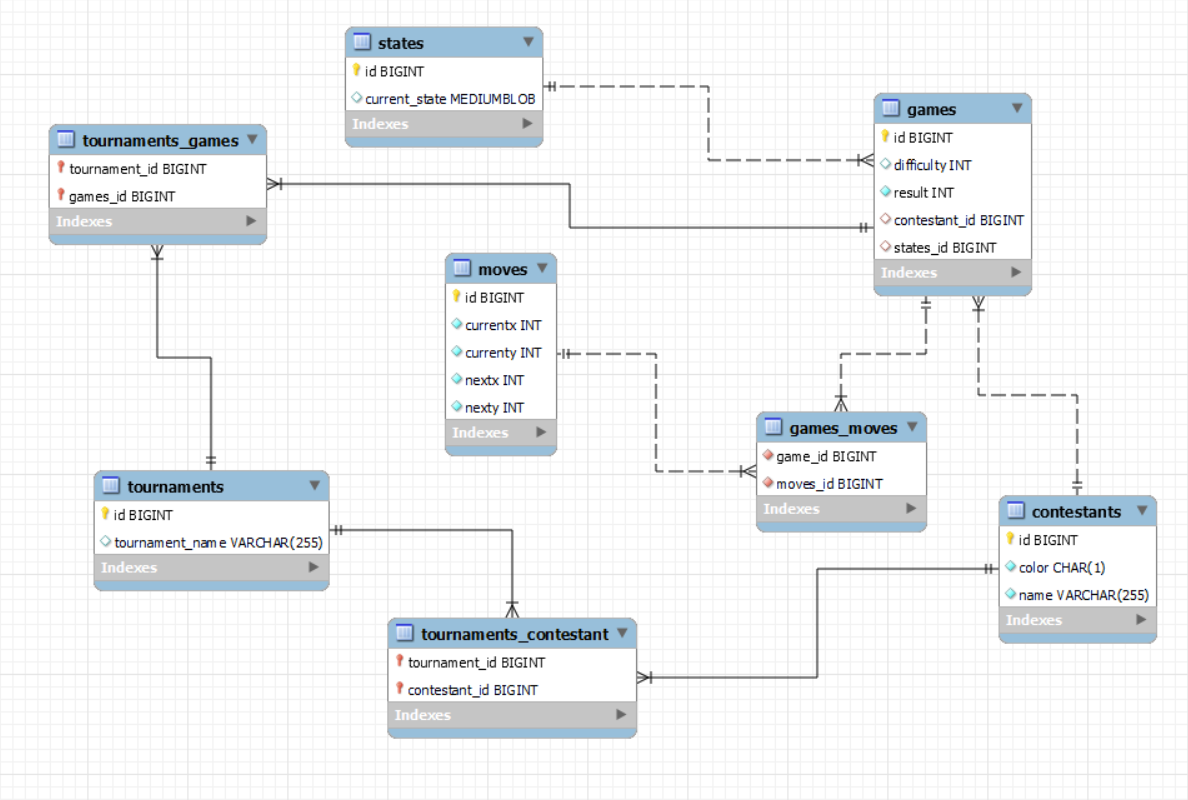 states
id BIGINT
current_state MEDIUMBLOB
Indexes
games
id BIGINT
difficulty INT
result INT
contestant_id BIGINT
states_id BIGINT
Indexes
tournaments_games
tournament_id BIGINT
games_id BIGINT
Indexes
moves
id BIGINT
currentx INT
currenty INT
nextx INT
nexty INT
Indexes
games_moves
game_id BIGINT
moves_id BIGINT
Indexes
tournaments
id BIGINT
tournament_name VARCHAR(255)
Indexes
contestants
id BIGINT
color CHAR(1)
name VARCHAR(255)
Indexes
tournaments_contestant
tournament_id BIGINT
contestant_id BIGINT
Indexes